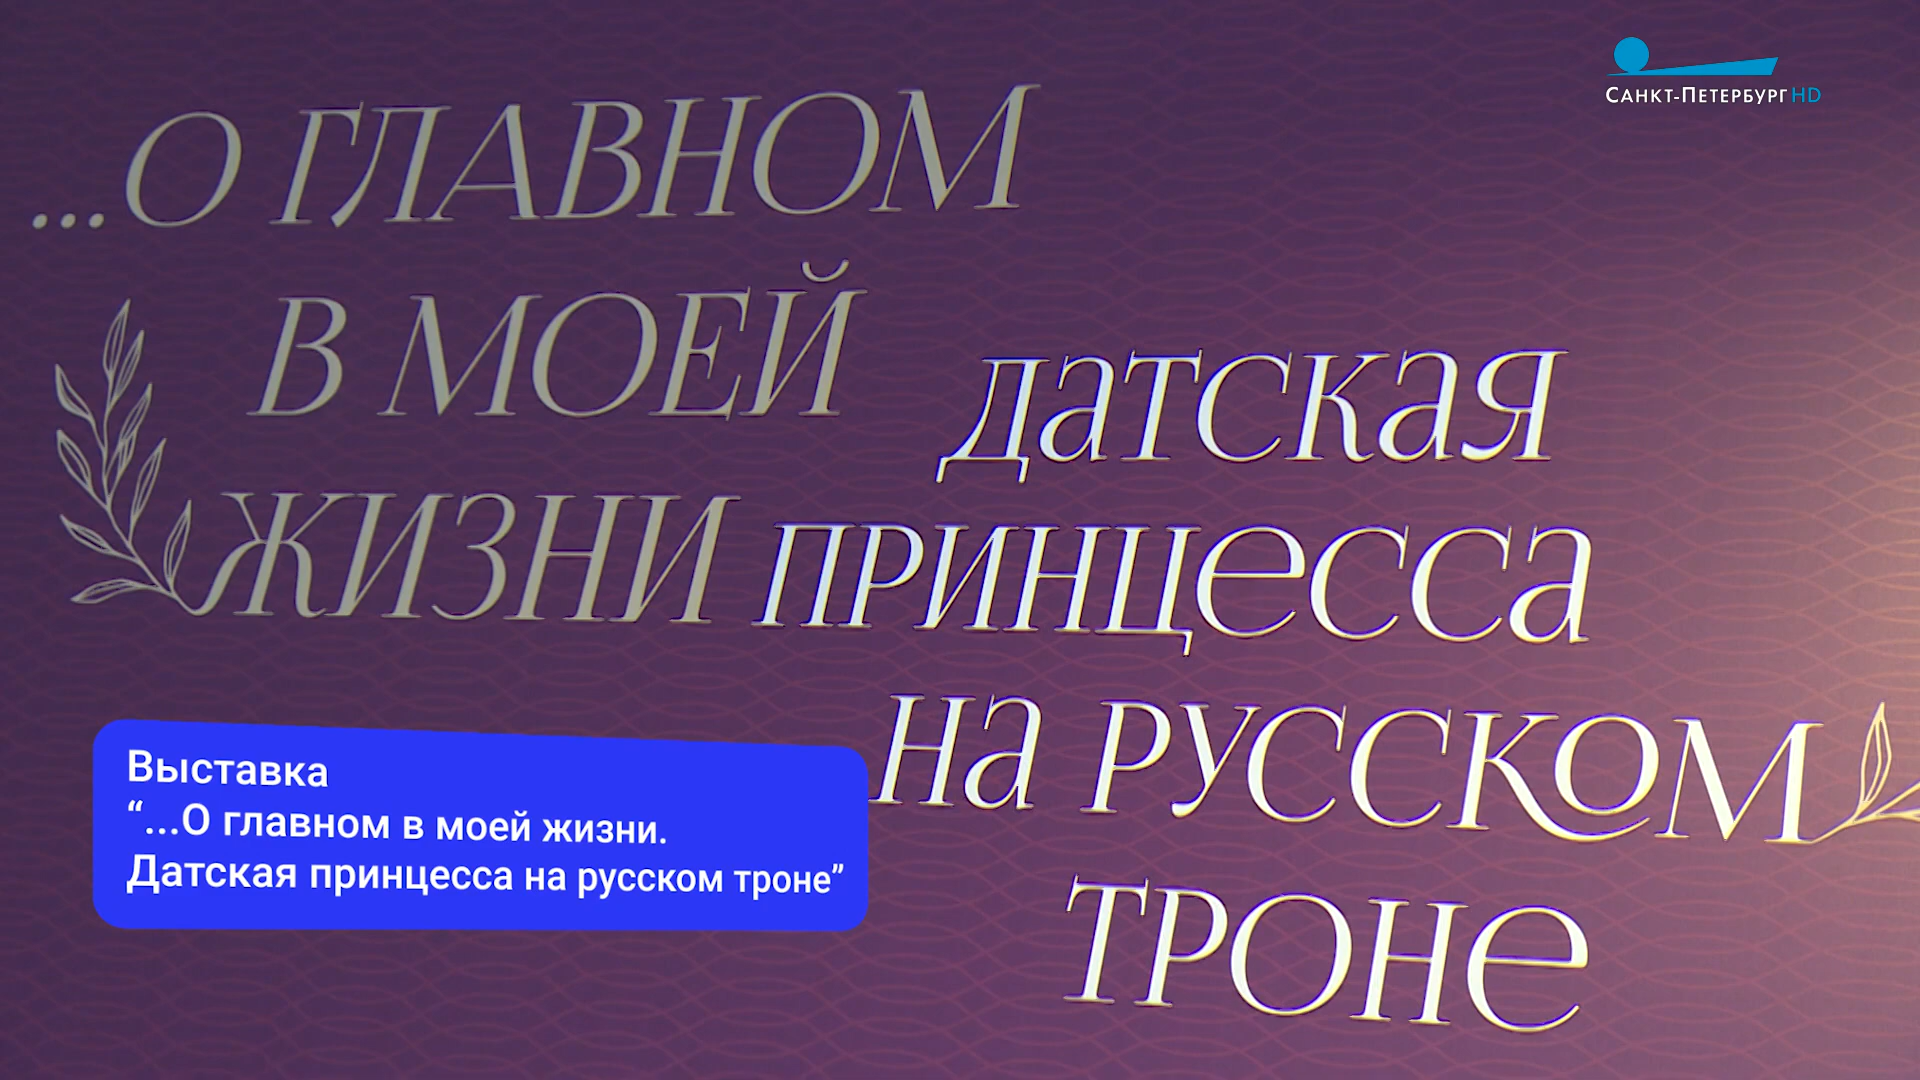 САНКТ-ПЕТЕРБУРГ HD
...О ГЛАВНОМ
В МОЕЙ
ЖИЗНИ
ДАТСКАЯ
ПРИНЦЕССА
НА РУССКОМ
ТРОНЕ
Выставка
“...О главном в моей жизни.
Датская принцесса на русском троне”